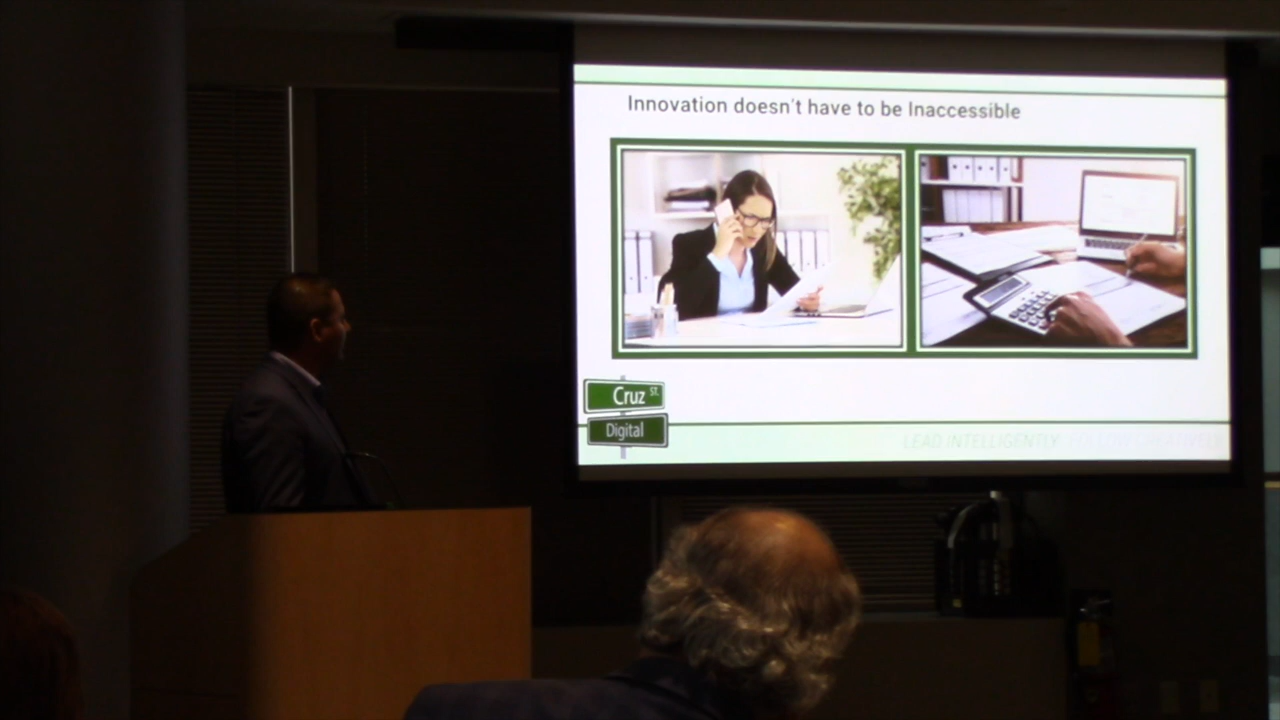 Innovation doesn't have to be Inaccessible
Cruz ST.
Digital
LEAD INTELLIGENTLY